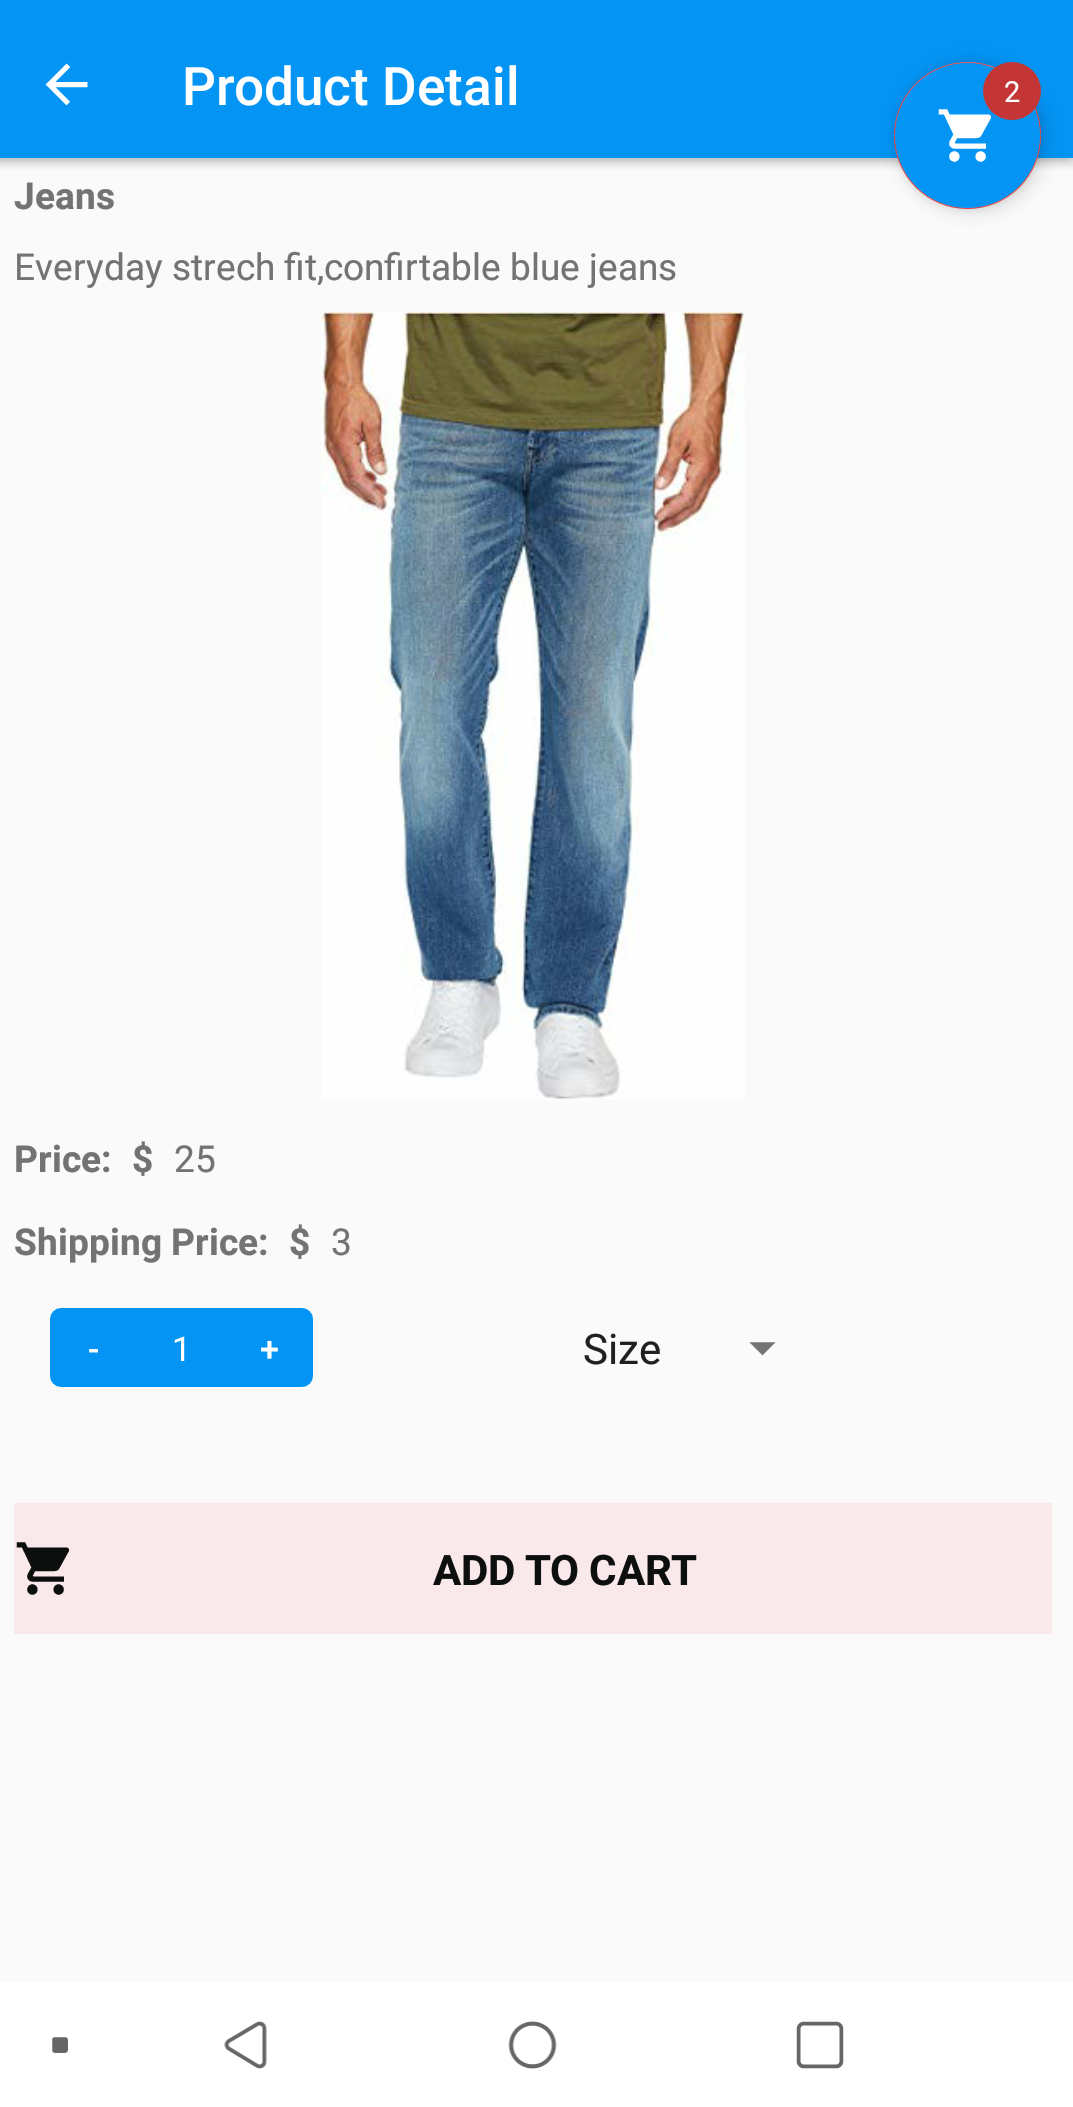 Product Detail
2
Jeans
Everyday strech fit,confirtable blue jeans
Price: $ 25
Shipping Price: $ 3
- 1 +
Size
ADD TO CART